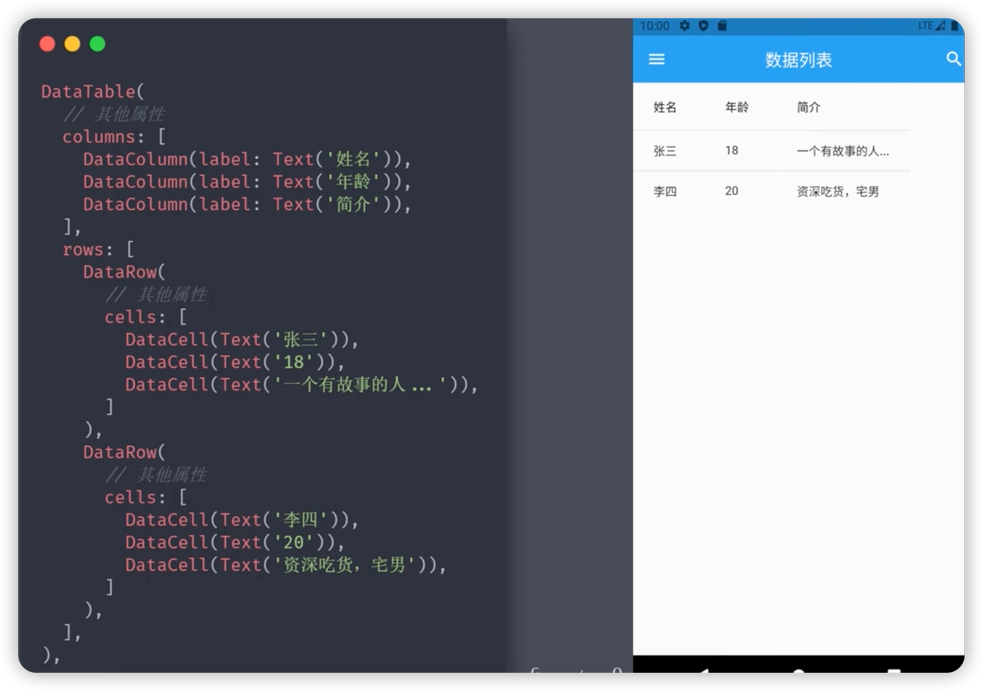 DataTable(
// 其他属性
columns: [
DataColumn(label: Text('姓名')),
DataColumn(label: Text('年龄')),
DataColumn(label: Text('简介')),
],
rows: [
DataRow(
// 其他属性
cells: [
DataCell(Text('张三')),
DataCell(Text('18')),
DataCell(Text('一个有故事的人...')),
]
),
DataRow(
// 其他属性
cells: [
DataCell(Text('李四')),
DataCell(Text('20')),
DataCell(Text('资深吃货，宅男')),
]
),
],
),
10:00 LTE
数据列表
姓名 年龄 简介
张三 18 一个有故事的人...
李四 20 资深吃货，宅男